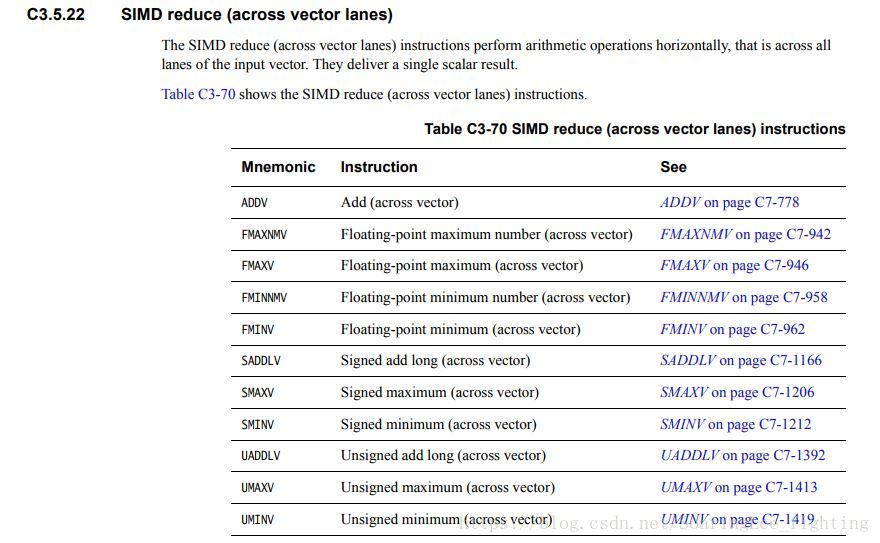 C3.5.22 SIMD reduce (across vector lanes)
The SIMD reduce (across vector lanes) instructions perform arithmetic operations horizontally, that is across all
lanes of the input vector. They deliver a single scalar result.
Table C3-70 shows the SIMD reduce (across vector lanes) instructions.
Table C3-70 SIMD reduce (across vector lanes) instructions
Mnemonic Instruction See
ADDV Add (across vector) ADDV on page C7-778
FMAXNMV Floating-point maximum number (across vector) FMAXNMV on page C7-942
FMAXV Floating-point maximum (across vector) FMAXV on page C7-946
FMINNMV Floating-point minimum number (across vector) FMINNMV on page C7-958
FMINV Floating-point minimum (across vector) FMINV on page C7-962
SADDLV Signed add long (across vector) SADDLV on page C7-1166
SMAXV Signed maximum (across vector) SMAXV on page C7-1206
SMINV Signed minimum (across vector) SMINV on page C7-1212
UADDLV Unsigned add long (across vector) UADDLV on page C7-1392
UMAXV Unsigned maximum (across vector) UMAXV on page C7-1413
UMINV Unsigned minimum (across vector) UMINV on page C7-1419